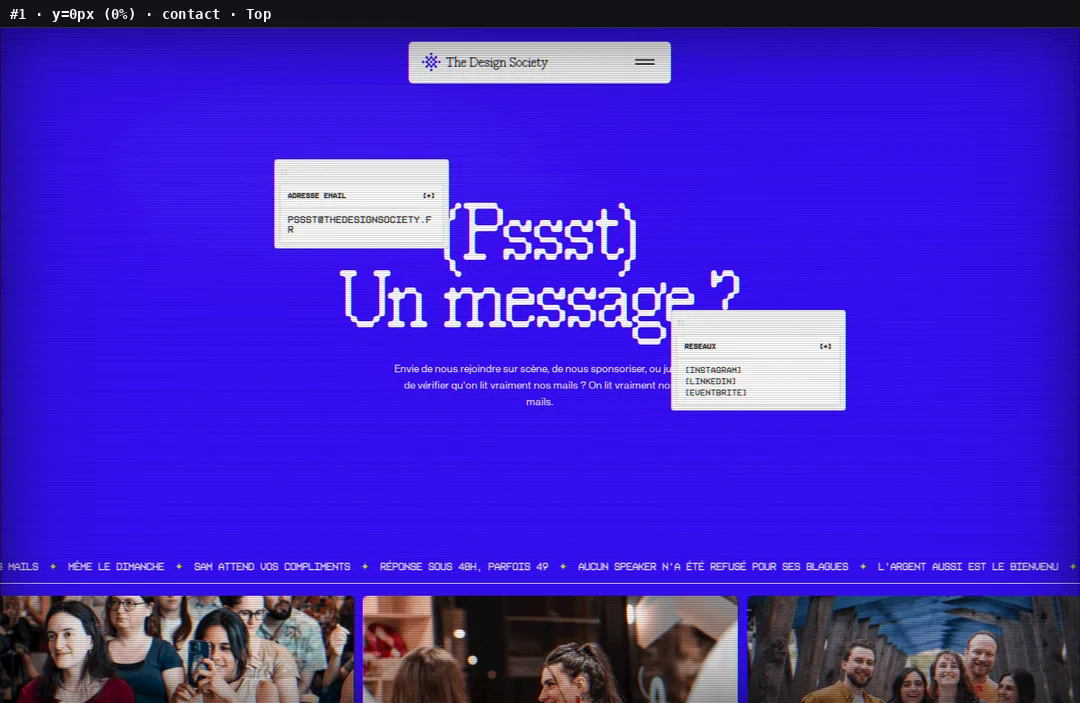 #1 · y=0px (0%) · contact · Top
The Design Society
ADRESSE EMAIL [+]
PSSST@THEDESIGNSOCIETY.F
R
(Pssst)
Un message ?
RESEAUX [+]
[INSTAGRAM]
[LINKEDIN]
[EVENTBRITE]
Envie de nous rejoindre sur scène, de nous sponsoriser, ou
de vérifier qu'on lit vraiment nos mails ? On lit vraiment
mails.
MAILS ✦ MÊME LE DIMANCHE ✦ SAM ATTEND VOS COMPLIMENTS ✦ RÉPONSE SOUS 48H, PARFOIS 49 ✦ AUCUN SPEAKER N'A ÉTÉ REFUSÉ POUR SES BLAGUES ✦ L'ARGENT AUSSI EST LE BIENVENU ✦